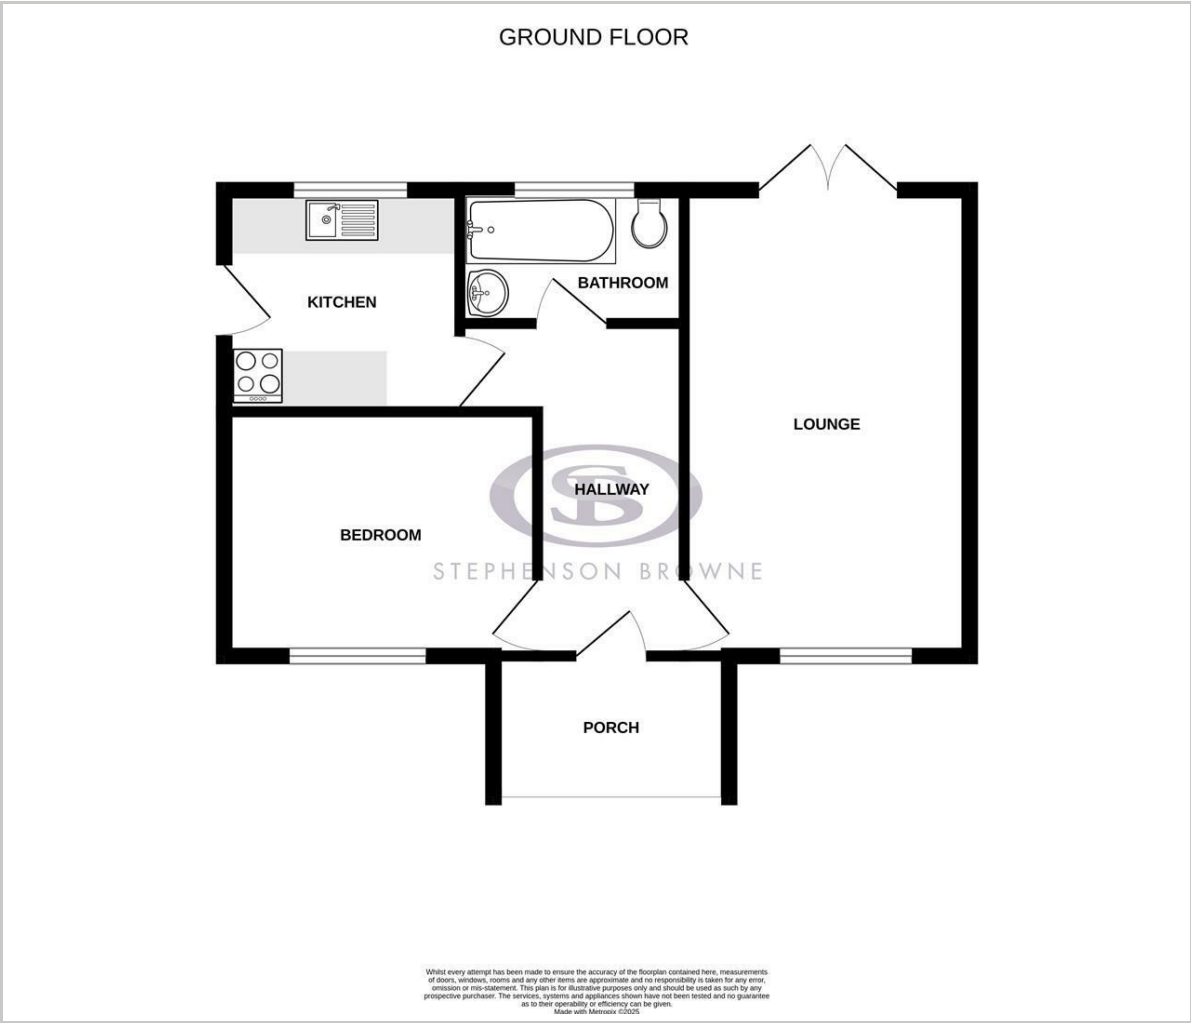 GROUND FLOOR
KITCHEN
BATHROOM
LOUNGE
HALLWAY
BEDROOM
STEPHENSON BROWNE
PORCH
Whilst every attempt has been made to ensure the accuracy of the floorplan contained here, measurements
of doors, windows, rooms and any other items are approximate and no responsibility is taken for any error,
omission or mis-statement. This plan is for illustrative purposes only and should be used as such by any
prospective purchaser. The services, systems and appliances shown have not been tested and no guarantee
as to their operability or efficiency can be given.
Made with Metropix ©2025